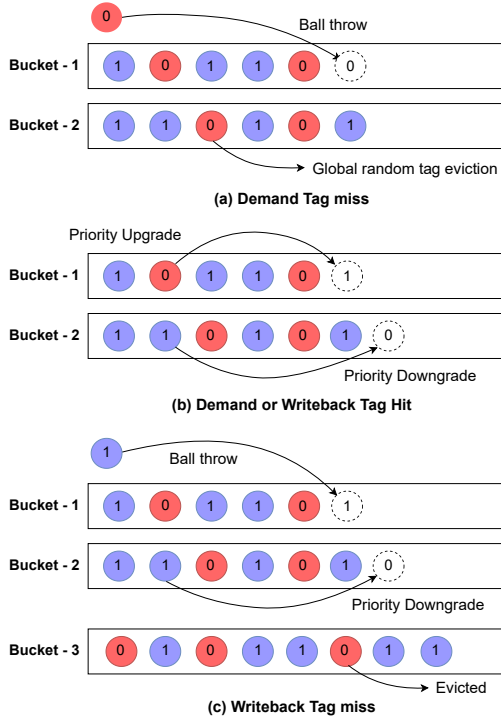 0
Ball throw
Bucket - 1 1 0 1 1 0 0
Bucket - 2 1 1 0 1 0 1
Global random tag eviction
(a) Demand Tag miss
Priority Upgrade
Bucket - 1 1 0 1 1 0 1
Bucket - 2 1 1 0 1 0 1 0
Priority Downgrade
(b) Demand or Writeback Tag Hit
1
Ball throw
Bucket - 1 1 0 1 1 0 1
Bucket - 2 1 1 0 1 0 1 0
Priority Downgrade
Bucket - 3 0 1 0 1 1 0 1 1
Evicted
(c) Writeback Tag miss